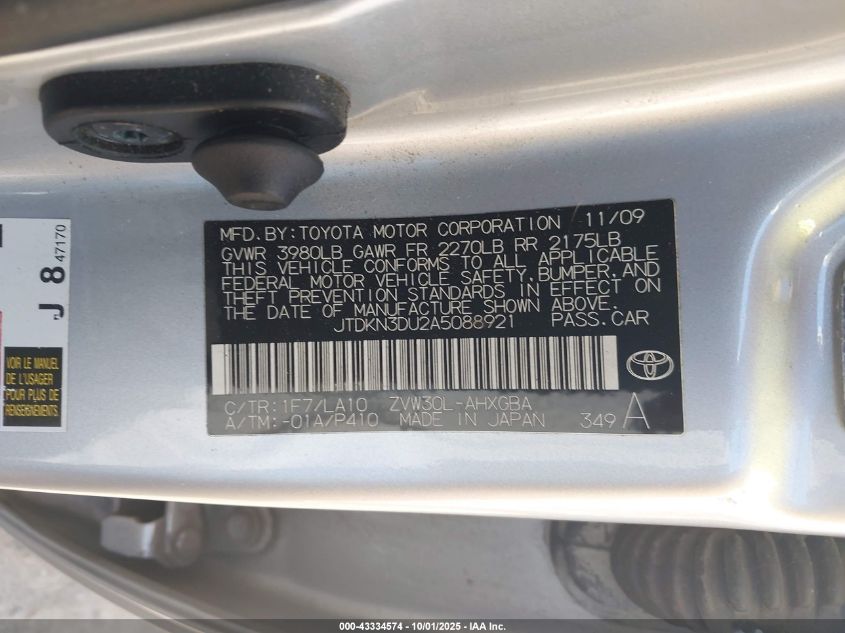 J 8 47170
VOIR LE MANUEL
DE L'USAGER
POUR PLUS DE
RENSEIGNEMENTS
MFD. BY: TOYOTA MOTOR CORPORATION 11/09
GVWR 3980LB GAWR FR 2270LB RR 2175LB
THIS VEHICLE CONFORMS TO ALL APPLICABLE
FEDERAL MOTOR VEHICLE SAFETY, BUMPER, AND
THEFT PREVENTION STANDARDS IN EFFECT ON
THE DATE OF MANUFACTURE SHOWN ABOVE.
JTDKN3DU2A5088921 PASS. CAR
C/TR: 1F7/LA10 ZVW30L-AHXGBA
A/TM: -01A/P410 MADE IN JAPAN 349 A
000-43334574 | 10/01/2025 - IAA Inc.